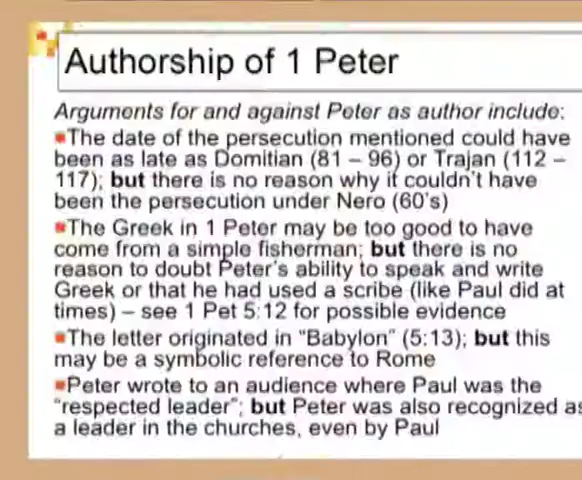 Authorship of 1 Peter
Arguments for and against Peter as author include:
The date of the persecution mentioned could have
been as late as Domitian (81 – 96) or Trajan (112 –
117); but there is no reason why it couldn't have
been the persecution under Nero (60's)
The Greek in 1 Peter may be too good to have
come from a simple fisherman; but there is no
reason to doubt Peter's ability to speak and write
Greek or that he had used a scribe (like Paul did at
times) – see 1 Pet 5:12 for possible evidence
The letter originated in "Babylon" (5:13); but this
may be a symbolic reference to Rome
Peter wrote to an audience where Paul was the
"respected leader"; but Peter was also recognized as
a leader in the churches, even by Paul